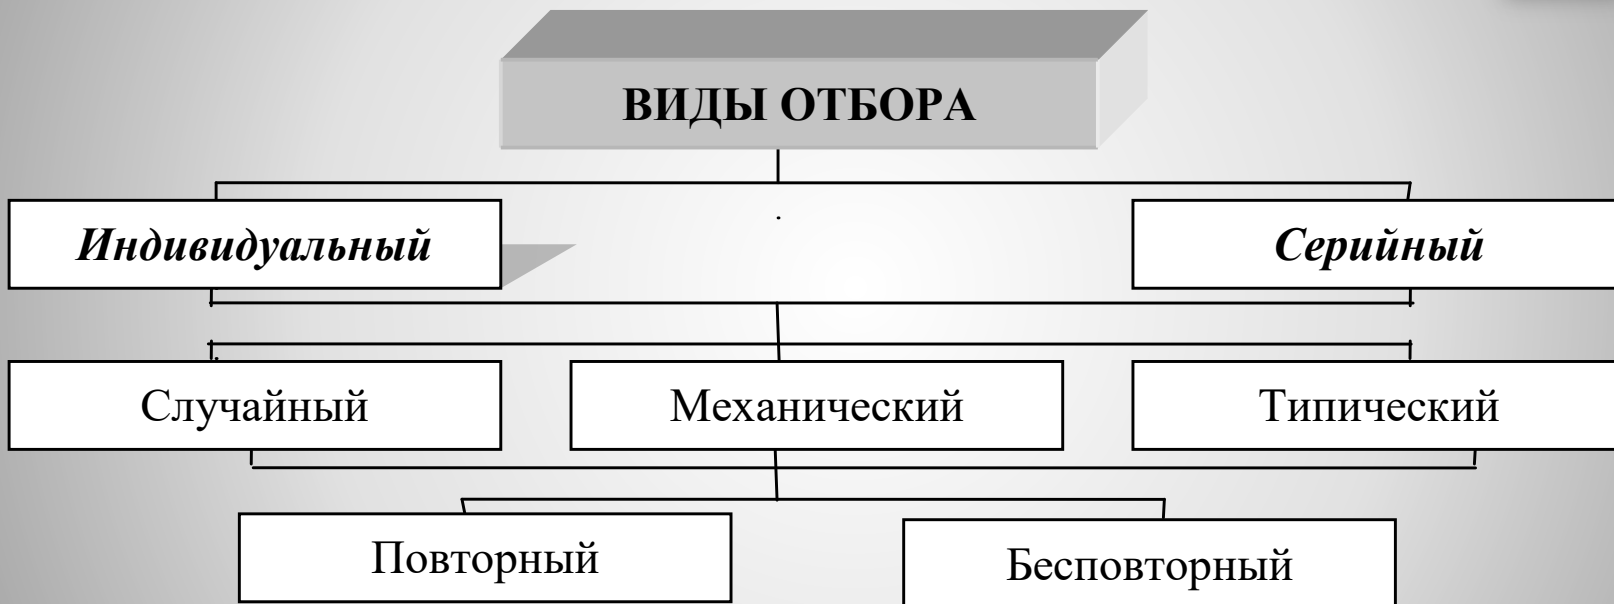 ВИДЫ ОТБОРА
Индивидуальный
Серийный
Случайный
Механический
Типический
Повторный
Бесповторный